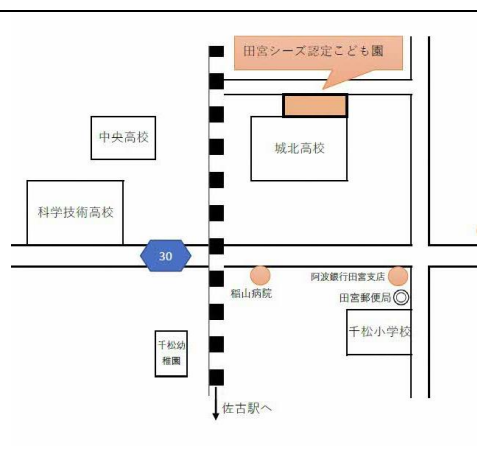 田宮シーズ認定こども園
中央高校
城北高校
科学技術高校
30
稲山病院
阿波銀行田宮支店
田宮郵便局
千松小学校
千松幼
稚園
佐古駅へ